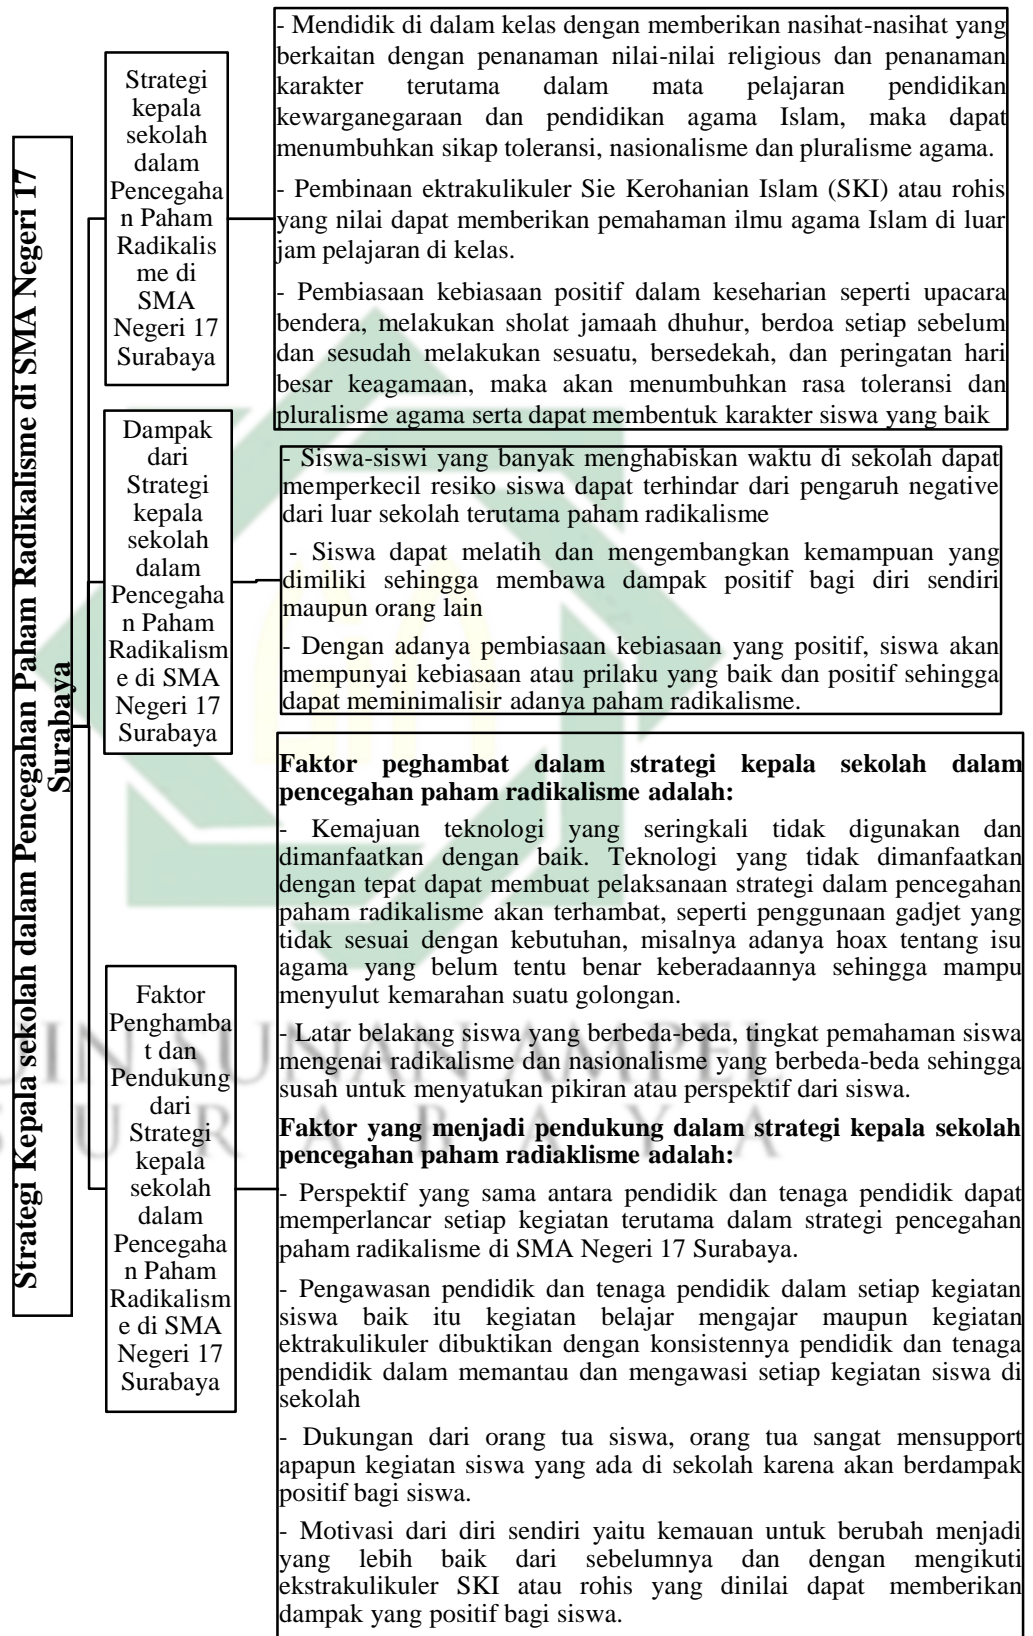 Strategi Kepala sekolah dalam Pencegahan Paham Radikalisme di SMA Negeri 17
Surabaya
Strategi
kepala
sekolah
dalam
Pencegaha
n Paham
Radikalis
me di
SMA
Negeri 17
Surabaya
- Mendidik di dalam kelas dengan memberikan nasihat-nasihat yang
berkaitan dengan penanaman nilai-nilai religious dan penanaman
karakter terutama dalam mata pelajaran pendidikan
kewarganegaraan dan pendidikan agama Islam, maka dapat
menumbuhkan sikap toleransi, nasionalisme dan pluralisme agama.
- Pembinaan ektrakulikuler Sie Kerohanian Islam (SKI) atau rohis
yang nilai dapat memberikan pemahaman ilmu agama Islam di luar
jam pelajaran di kelas.
- Pembiasaan kebiasaan positif dalam keseharian seperti upacara
bendera, melakukan sholat jamaah dhuhur, berdoa setiap sebelum
dan sesudah melakukan sesuatu, bersedekah, dan peringatan hari
besar keagamaan, maka akan menumbuhkan rasa toleransi dan
pluralisme agama serta dapat membentuk karakter siswa yang baik
Dampak
dari
Strategi
kepala
sekolah
dalam
Pencegaha
n Paham
Radikalism
e di SMA
Negeri 17
Surabaya
- Siswa-siswi yang banyak menghabiskan waktu di sekolah dapat
memperkecil resiko siswa dapat terhindar dari pengaruh negative
dari luar sekolah terutama paham radikalisme
- Siswa dapat melatih dan mengembangkan kemampuan yang
dimiliki sehingga membawa dampak positif bagi diri sendiri
maupun orang lain
- Dengan adanya pembiasaan kebiasaan yang positif, siswa akan
mempunyai kebiasaan atau prilaku yang baik dan positif sehingga
dapat meminimalisir adanya paham radikalisme.
Faktor
Penghamba
t dan
Pendukung
dari
Strategi
kepala
sekolah
dalam
Pencegaha
n Paham
Radikalism
e di SMA
Negeri 17
Surabaya
Faktor peghambat dalam strategi kepala sekolah dalam
pencegahan paham radikalisme adalah:
- Kemajuan teknologi yang seringkali tidak digunakan dan
dimanfaatkan dengan baik. Teknologi yang tidak dimanfaatkan
dengan tepat dapat membuat pelaksanaan strategi dalam pencegahan
paham radikalisme akan terhambat, seperti penggunaan gadjet yang
tidak sesuai dengan kebutuhan, misalnya adanya hoax tentang isu
agama yang belum tentu benar keberadaannya sehingga mampu
menyulut kemarahan suatu golongan.
- Latar belakang siswa yang berbeda-beda, tingkat pemahaman siswa
mengenai radikalisme dan nasionalisme yang berbeda-beda sehingga
susah untuk menyatukan pikiran atau perspektif dari siswa.
Faktor yang menjadi pendukung dalam strategi kepala sekolah
pencegahan paham radiaklisme adalah:
- Perspektif yang sama antara pendidik dan tenaga pendidik dapat
memperlancar setiap kegiatan terutama dalam strategi pencegahan
paham radikalisme di SMA Negeri 17 Surabaya.
- Pengawasan pendidik dan tenaga pendidik dalam setiap kegiatan
siswa baik itu kegiatan belajar mengajar maupun kegiatan
ektrakulikuler dibuktikan dengan konsistennya pendidik dan tenaga
pendidik dalam memantau dan mengawasi setiap kegiatan siswa di
sekolah
- Dukungan dari orang tua siswa, orang tua sangat mensupport
apapun kegiatan siswa yang ada di sekolah karena akan berdampak
positif bagi siswa.
- Motivasi dari diri sendiri yaitu kemauan untuk berubah menjadi
yang lebih baik dari sebelumnya dan dengan mengikuti
ekstrakulikuler SKI atau rohis yang dinilai dapat memberikan
dampak yang positif bagi siswa.
UIN SUNAN AMPEL
S U R A B A Y A